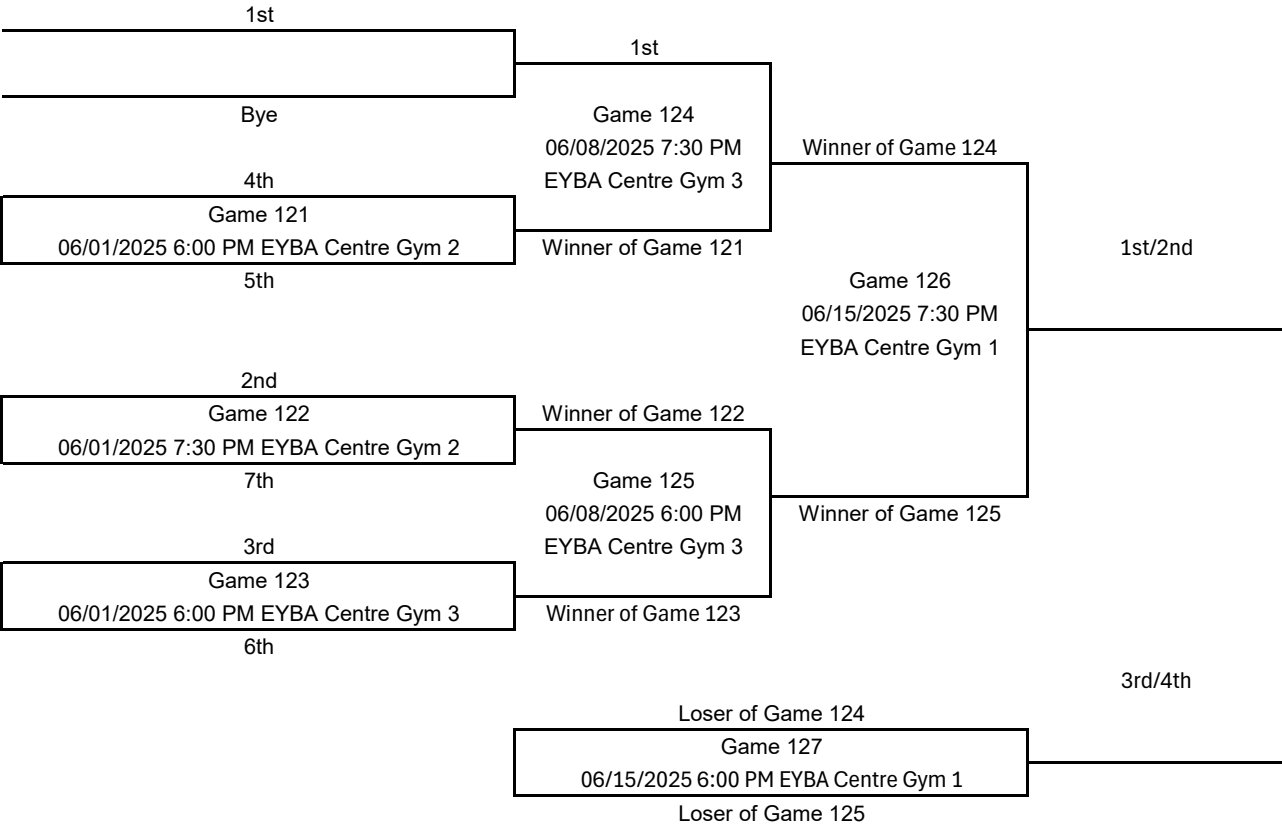 1st
Bye
4th
Game 121
06/01/2025 6:00 PM EYBA Centre Gym 2
5th
2nd
Game 122
06/01/2025 7:30 PM EYBA Centre Gym 2
7th
3rd
Game 123
06/01/2025 6:00 PM EYBA Centre Gym 3
6th
1st
Game 124
06/08/2025 7:30 PM
EYBA Centre Gym 3
Winner of Game 121
Winner of Game 122
Game 125
06/08/2025 6:00 PM
EYBA Centre Gym 3
Winner of Game 123
Winner of Game 124
Game 126
06/15/2025 7:30 PM
EYBA Centre Gym 1
Winner of Game 125
1st/2nd
Loser of Game 124
Game 127
06/15/2025 6:00 PM EYBA Centre Gym 1
Loser of Game 125
3rd/4th